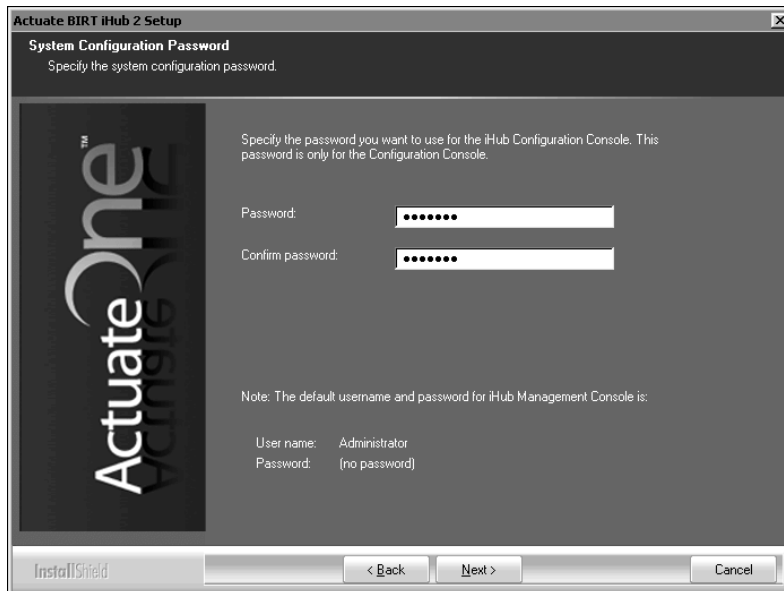 Actuate BIRT iHub 2 Setup
System Configuration Password
Specify the system configuration password.
ActuateOne™
Specify the password you want to use for the iHub Configuration Console. This
password is only for the Configuration Console.
Password: •••••••
Confirm password: •••••••
Note: The default username and password for iHub Management Console is:
User name: Administrator
Password: (no password)
InstallShield
< Back Next > Cancel